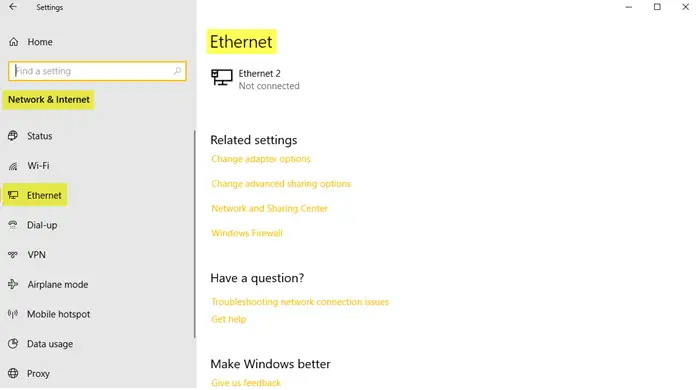 Settings
Home
Find a setting
Network & Internet
Status
Wi-Fi
Ethernet
Dial-up
VPN
Airplane mode
Mobile hotspot
Data usage
Proxy
Ethernet
Ethernet 2
Not connected
Related settings
Change adapter options
Change advanced sharing options
Network and Sharing Center
Windows Firewall
Have a question?
Troubleshooting network connection issues
Get help
Make Windows better
Give us feedback